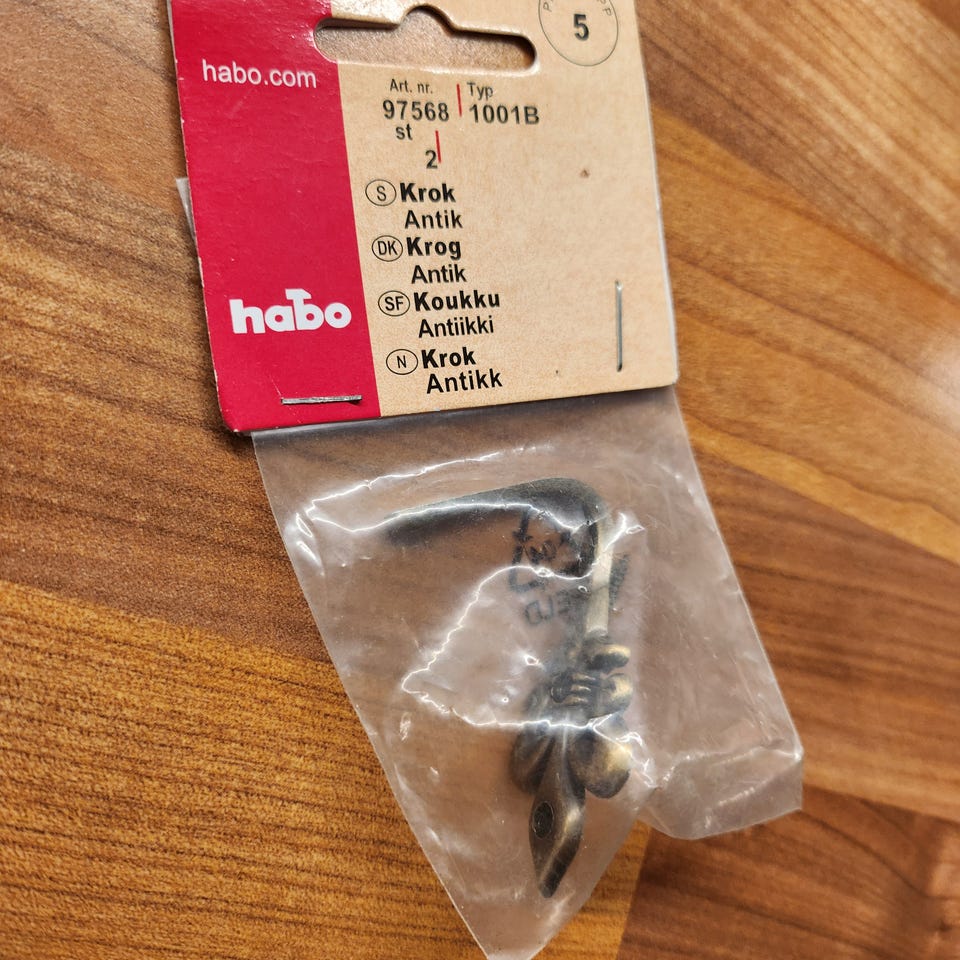 habo.com
5
Art. nr.
Typ
97568
1001B
st
2
S Krok
Antik
DK Krog
Antik
SF Koukku
Antiikki
N Krok
Antikk
habo